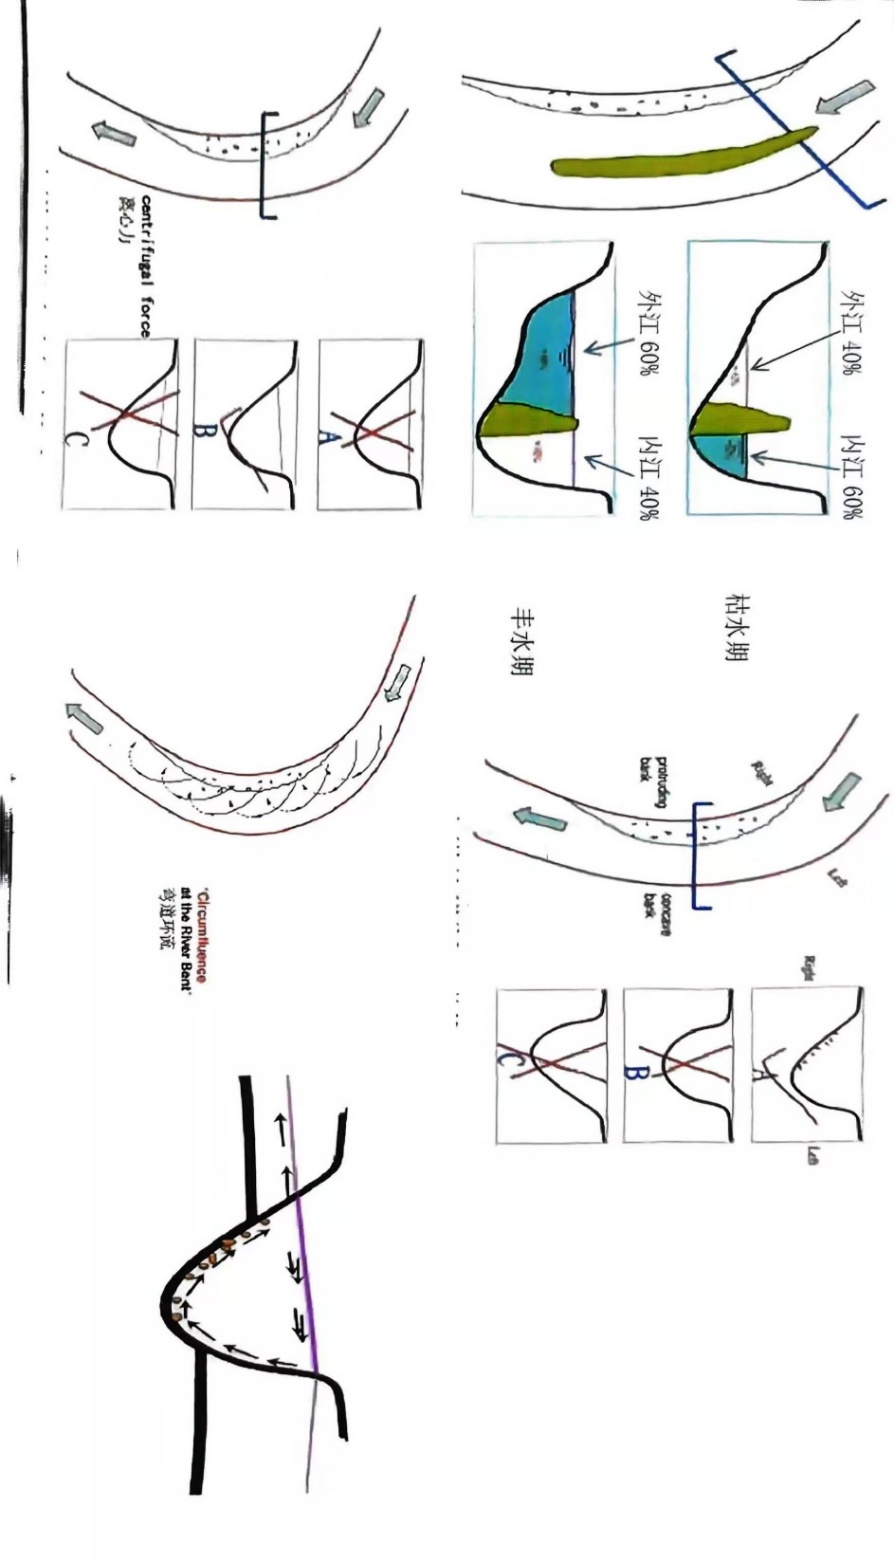 外江 40%
内江 60%
外江 60%
内江 40%
枯水期
丰水期
Right
Left
protruding
bank
concave
bank
Right
Left
A
B
C
centrifugal force
离心力
A
B
C
"Circumfluence
at the River Bent"
弯道环流